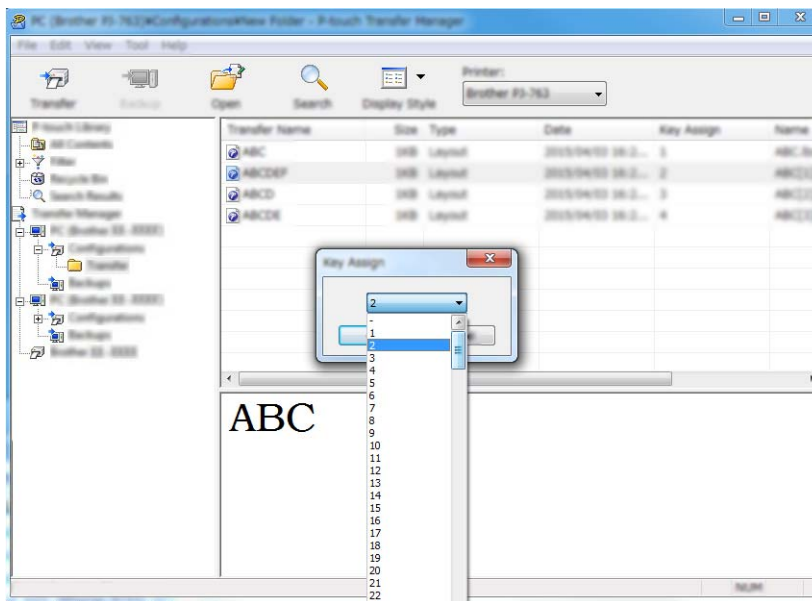 PC (Brother PJ-763)¥Configurations¥New Folder - P-touch Transfer Manager
File Edit View Tool Help
Transfer Backup Open Search Display Style
Printer:
Brother PJ-763
P-touch Library
All Contents
Filter
Recycle Bin
Search Results
Transfer Manager
Configurations
Transfer
Backups
Configurations
Backups
Transfer Name Size Type Date Key Assign Name
ABC 1KB Layout 1
ABCDEF 1KB Layout 2
ABCD 1KB Layout 3
ABCDE 1KB Layout 4
Key Assign
2
-
1
2
3
4
5
6
7
8
9
10
11
12
13
14
15
16
17
18
19
20
21
22
ABC
NUM